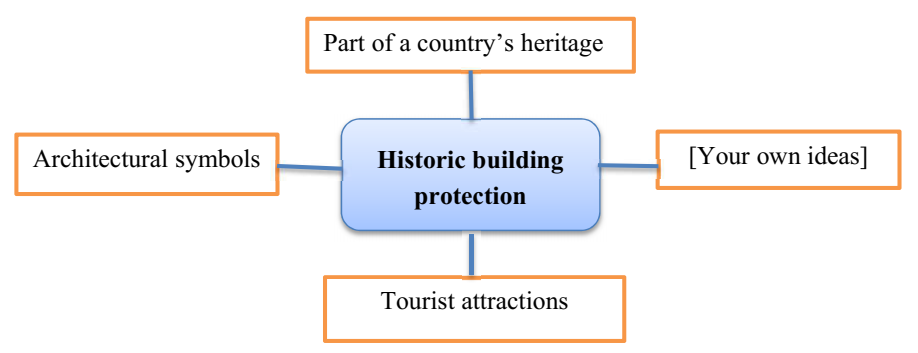 Part of a country’s heritage
Architectural symbols
Historic building
protection
[Your own ideas]
Tourist attractions